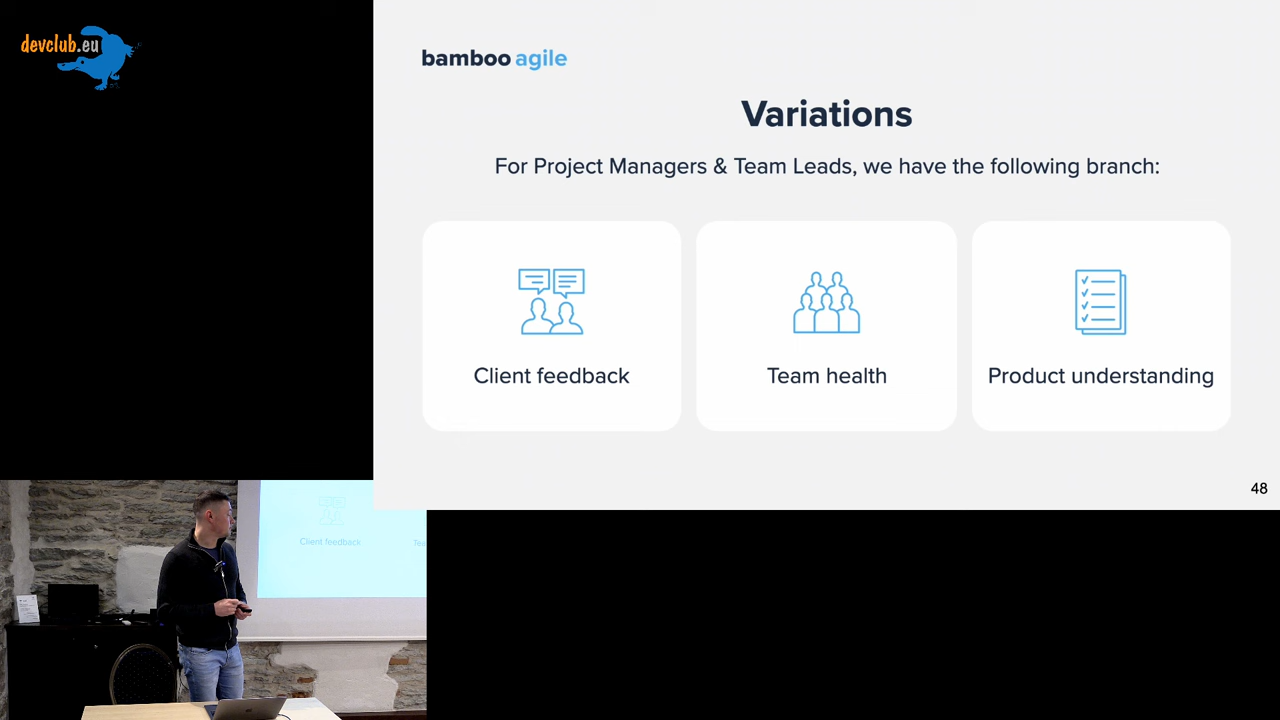 devclub.eu
bamboo agile
Variations
For Project Managers & Team Leads, we have the following branch:
Client feedback
Team health
Product understanding
48
Client feedback